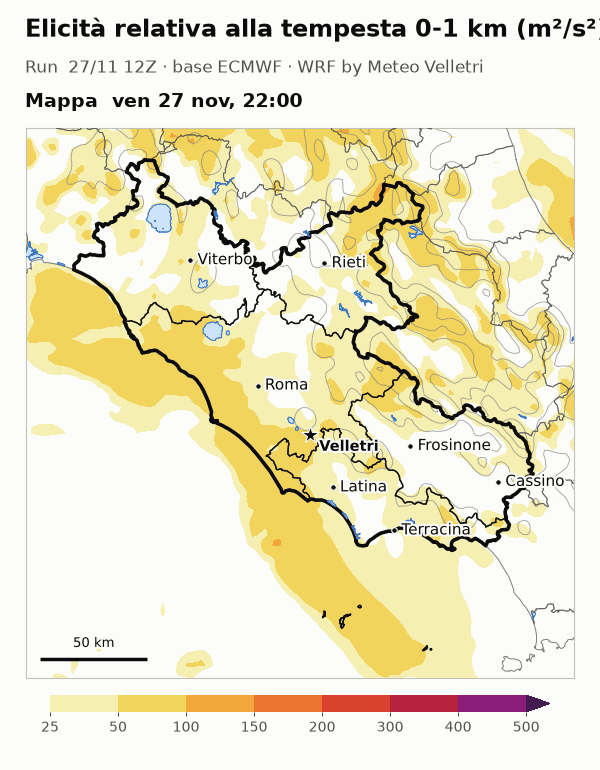 Elicità relativa alla tempesta 0-1 km (m²/s²)
Run 27/11 12Z · base ECMWF · WRF by Meteo Velletri
Mappa ven 27 nov, 22:00
Viterbo
Rieti
Roma
Velletri
Frosinone
Latina
Cassino
Terracina
50 km
25 50 100 150 200 300 400 500